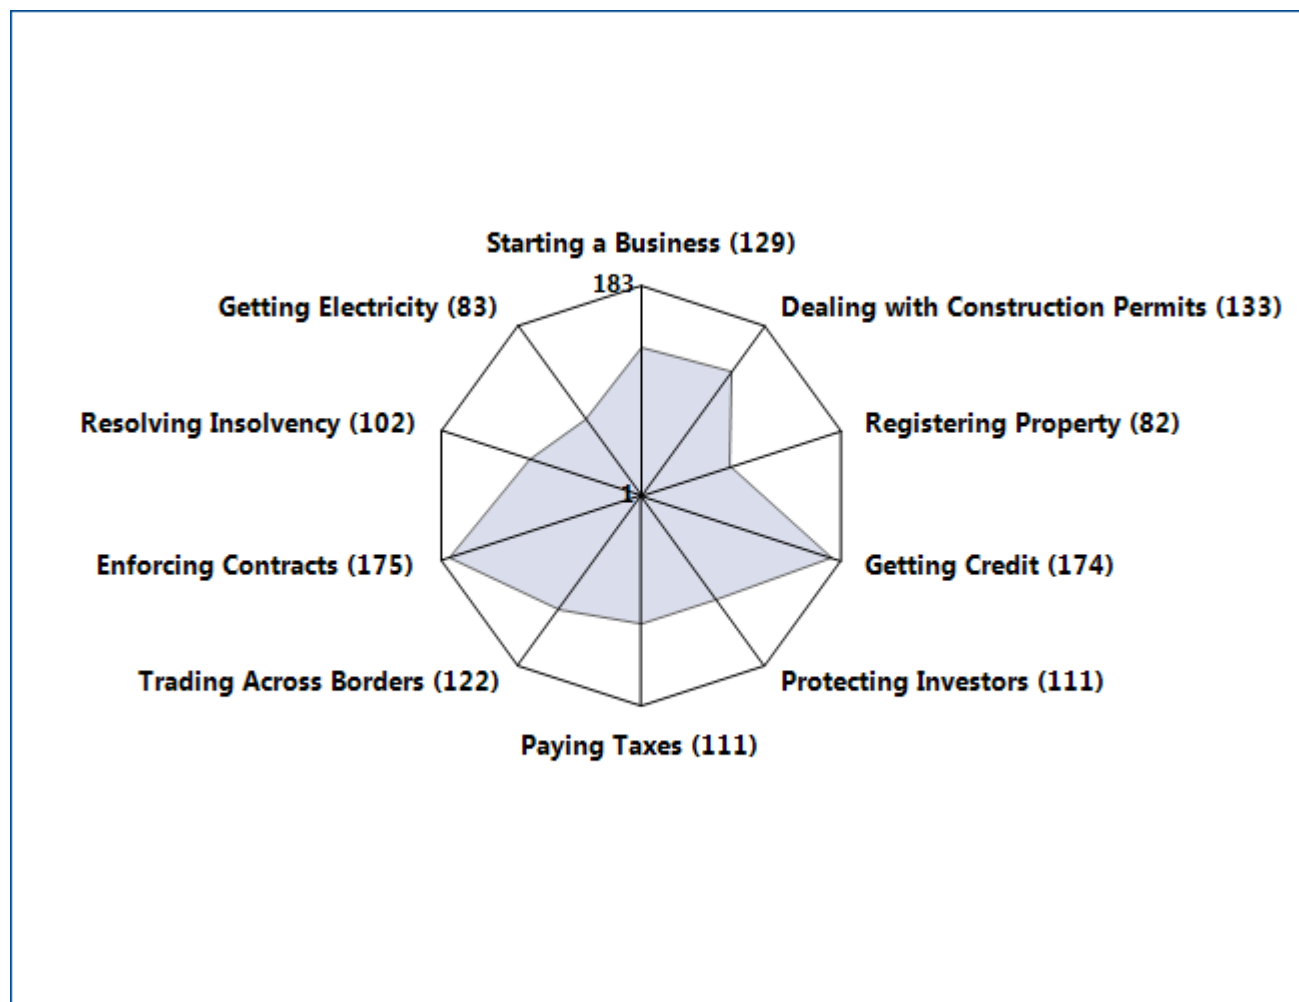 Starting a Business (129)
183
Getting Electricity (83)
Dealing with Construction Permits (133)
Resolving Insolvency (102)
Registering Property (82)
1
Enforcing Contracts (175)
Getting Credit (174)
Trading Across Borders (122)
Protecting Investors (111)
Paying Taxes (111)